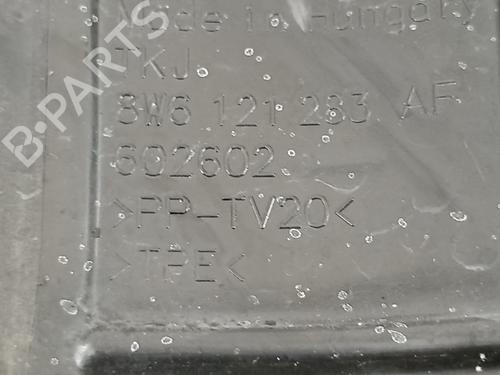 Made in Hungary
TKJ
8W6 121 283 AF
602602
>PP-TV20<
>TPE<
B-PARTS